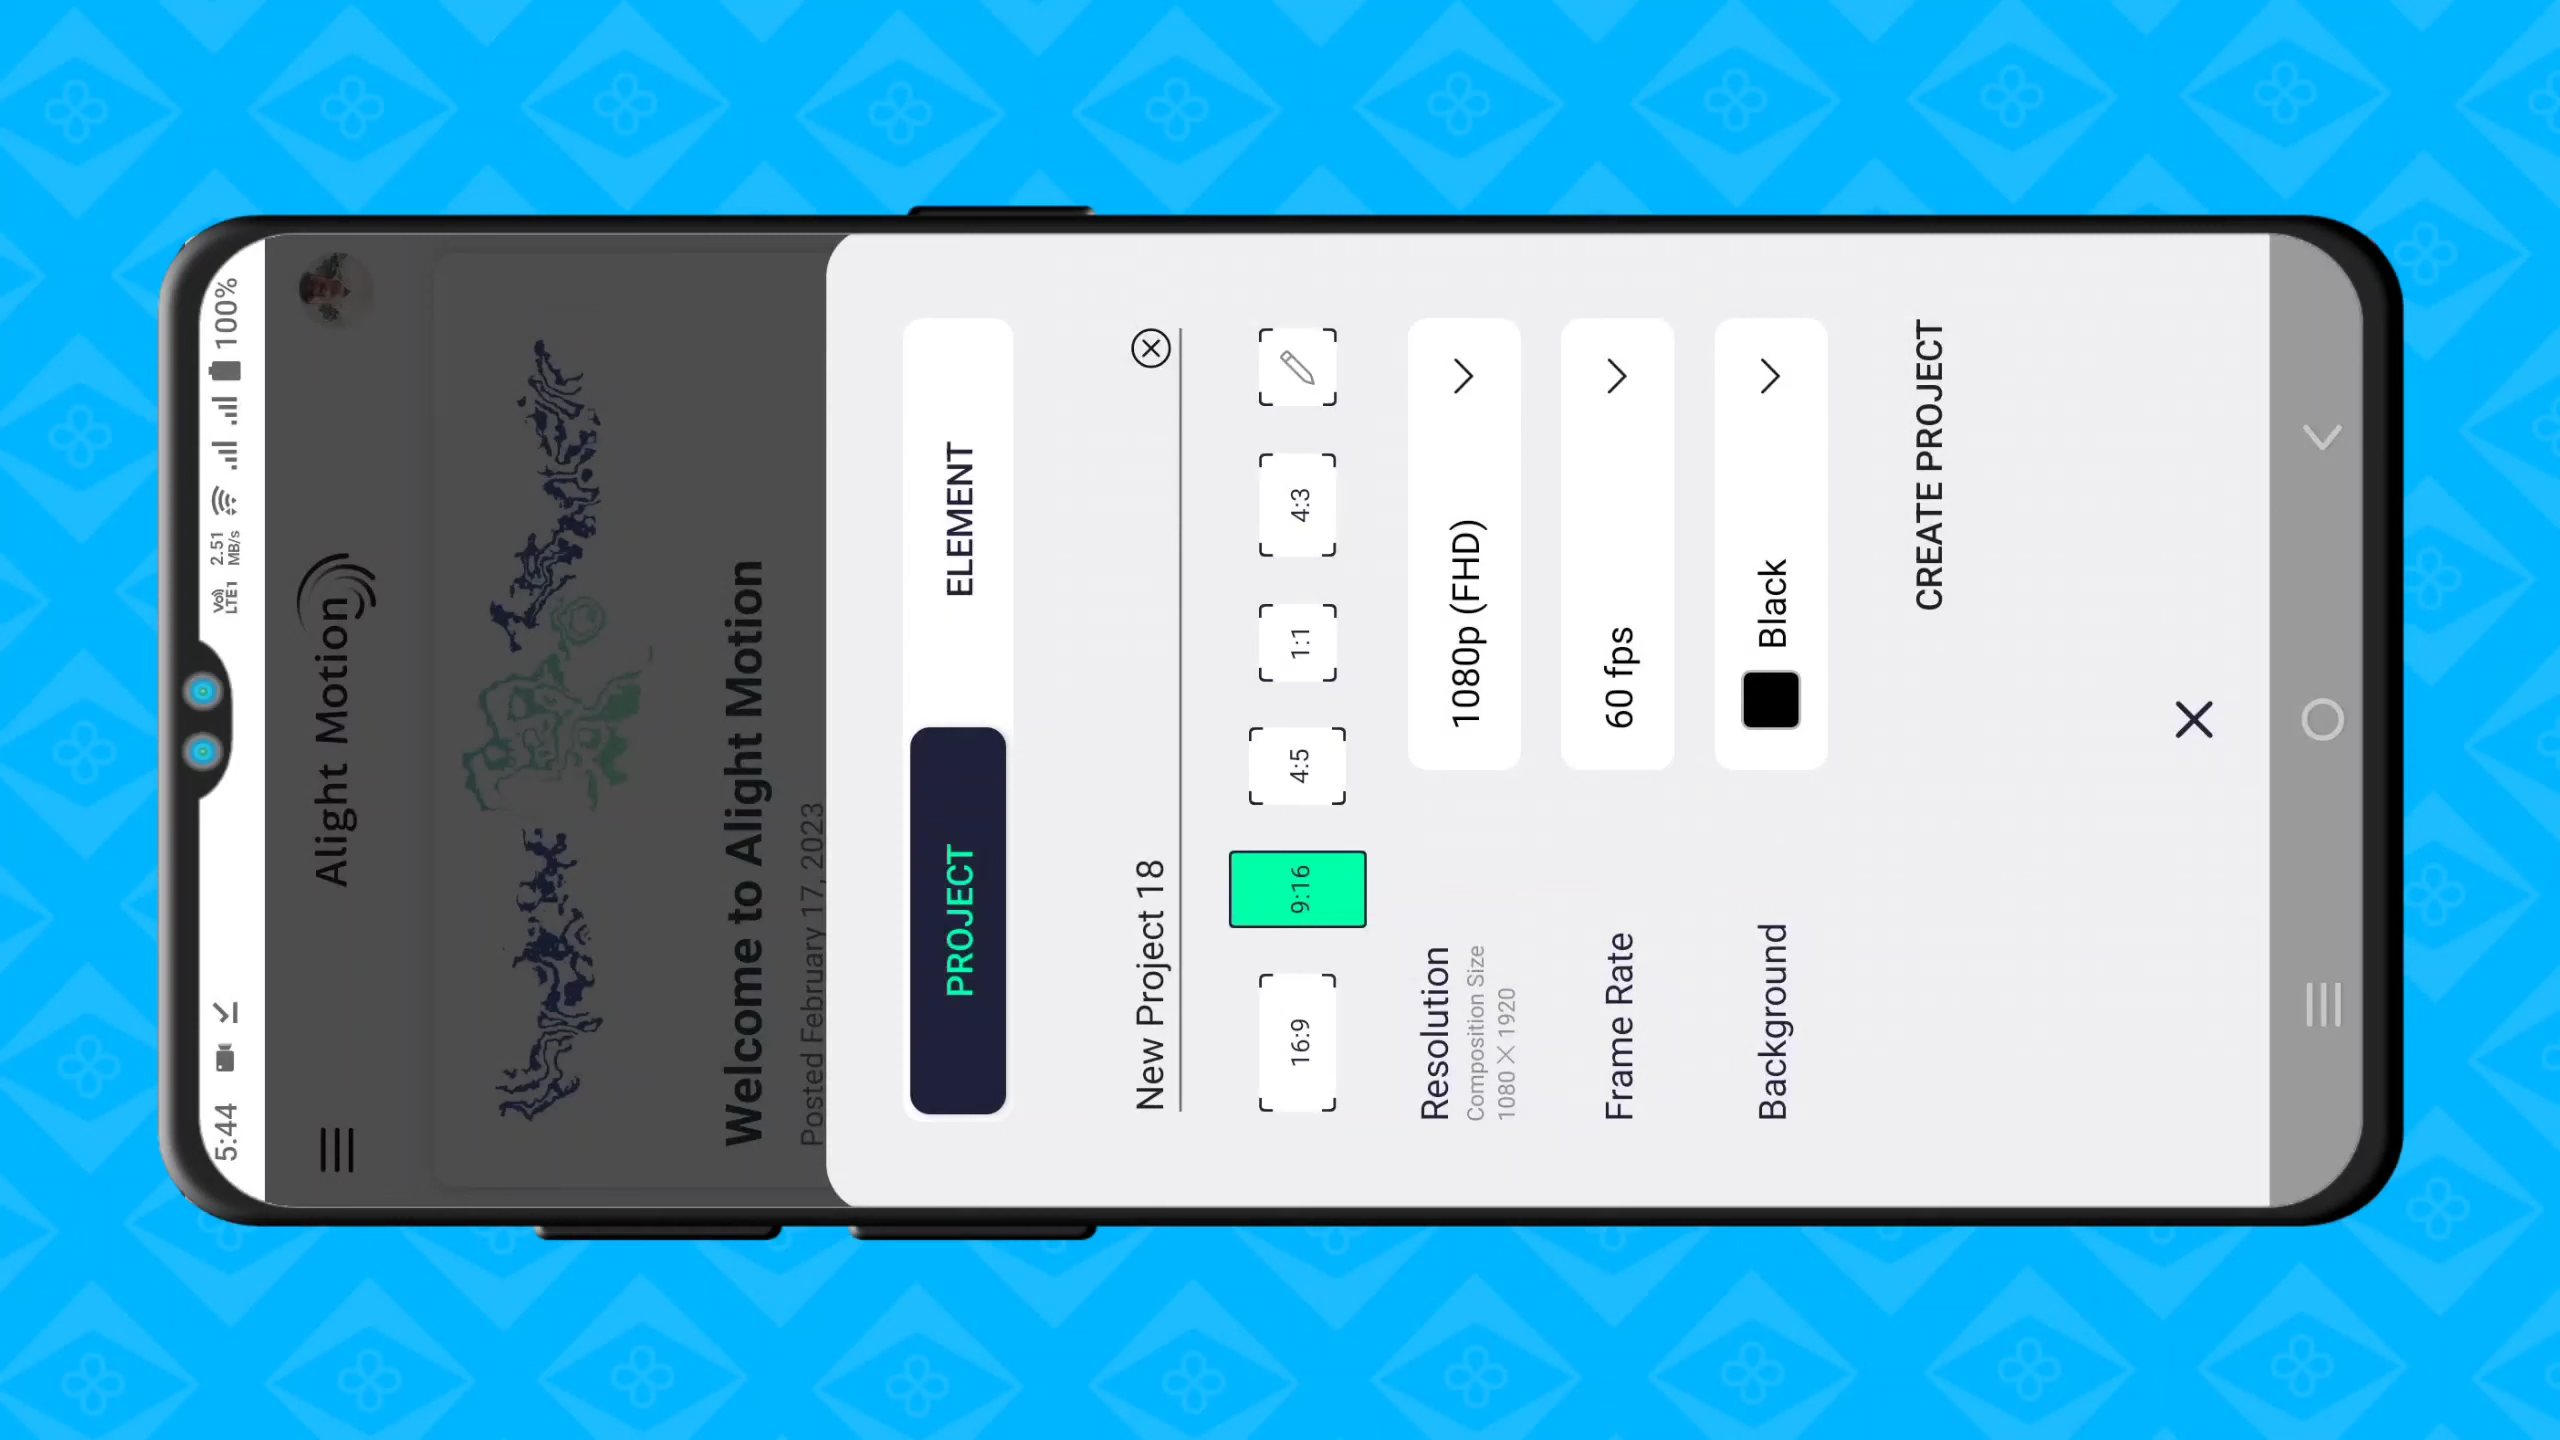 5:44
Vo)) LTE1
2.51 MB/s
100%
Alight Motion
Welcome to Alight Motion
Posted February 17, 2023
PROJECT
ELEMENT
New Project 18
16:9
9:16
4:5
1:1
4:3
Resolution
Composition Size
1080 X 1920
1080p (FHD)
Frame Rate
60 fps
Background
Black
CREATE PROJECT